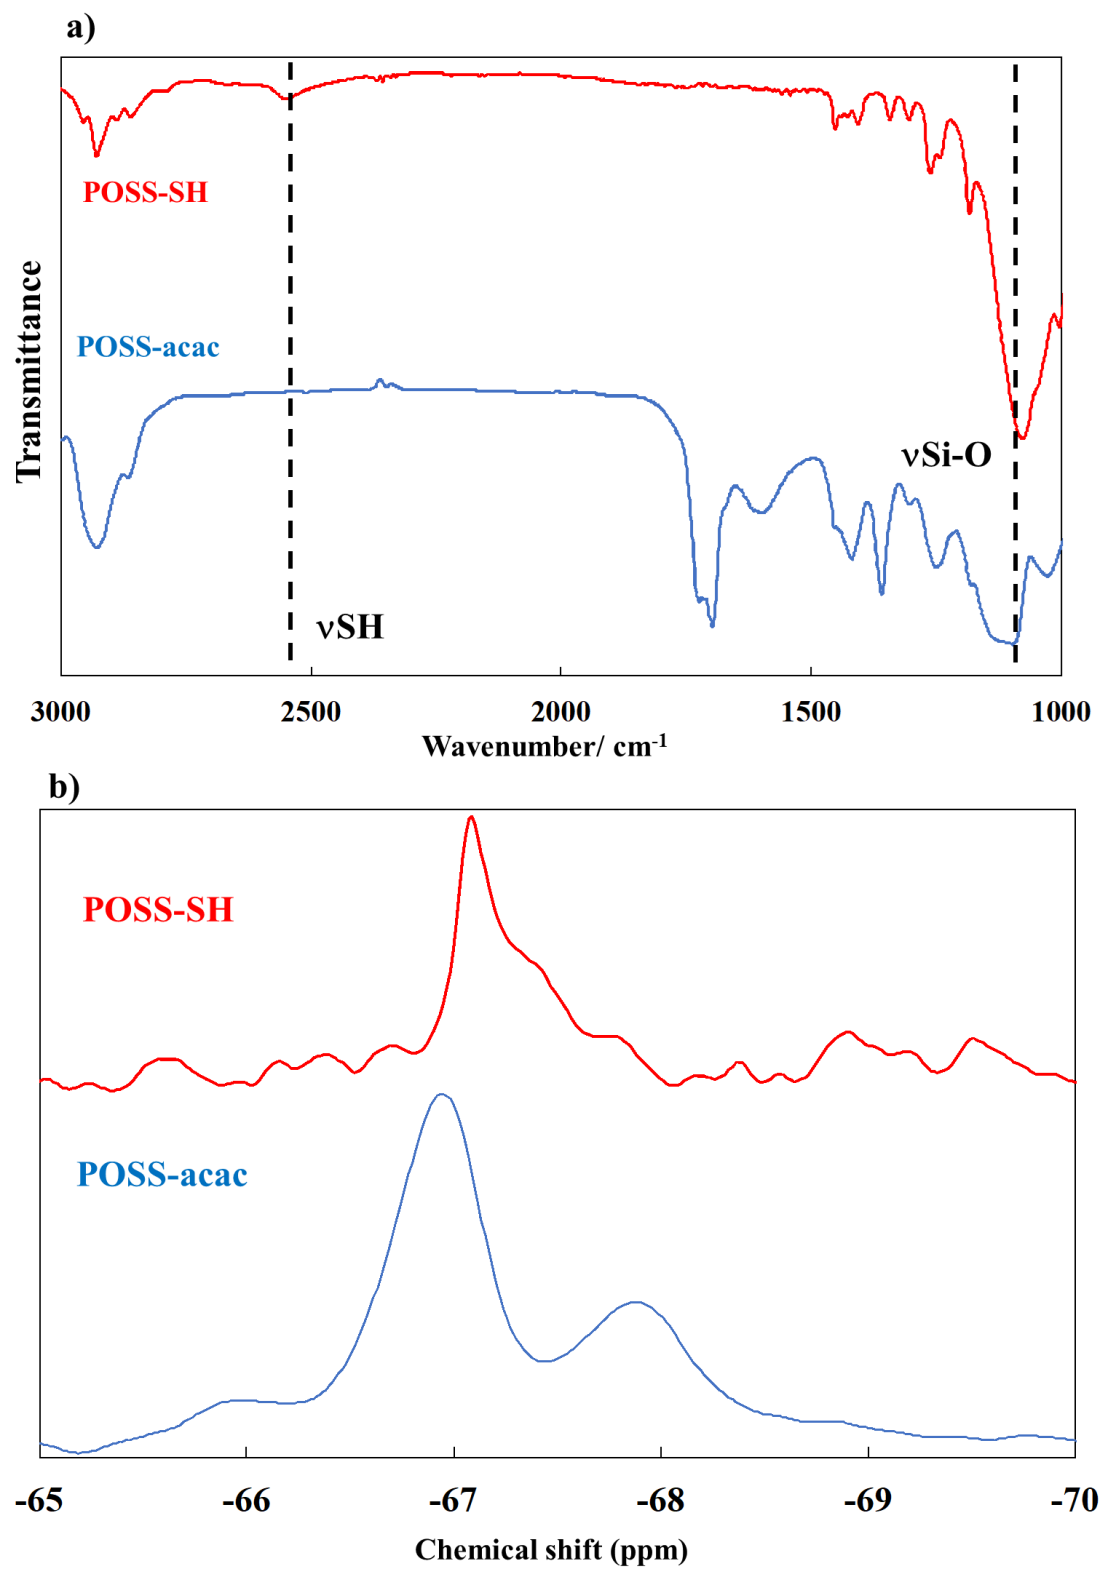 a)
POSS-SH
POSS-acac
Transmittance
νSi-O
νSH
3000 2500 2000 1500 1000
Wavenumber/ cm-1
b)
POSS-SH
POSS-acac
-65 -66 -67 -68 -69 -70
Chemical shift (ppm)